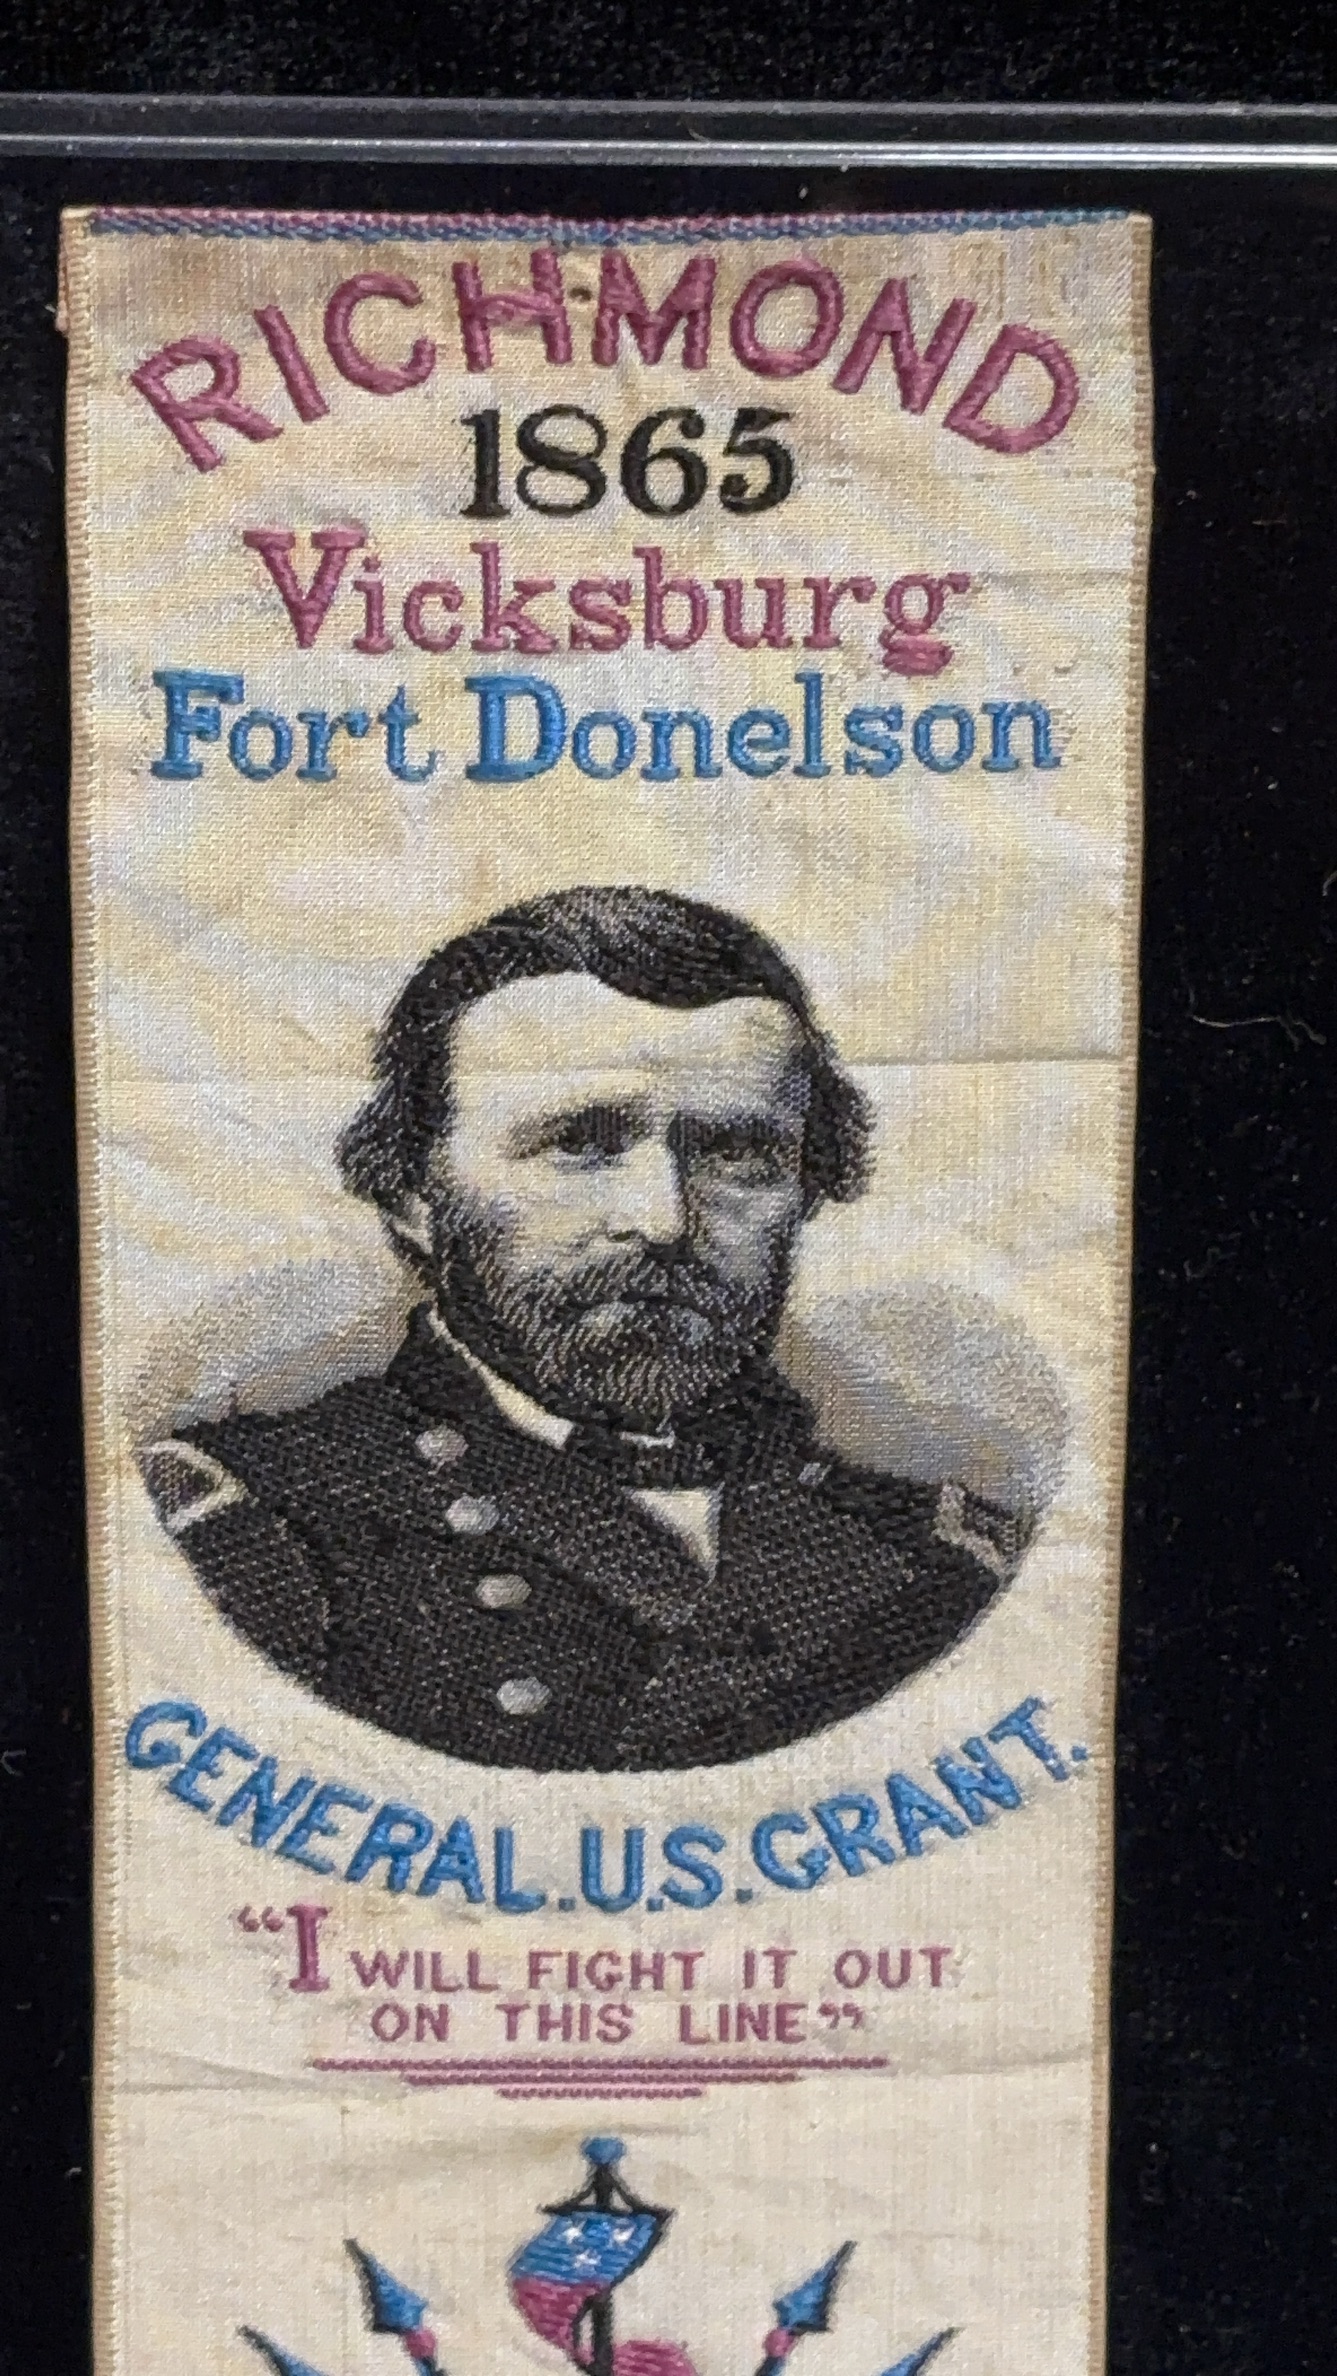 RICHMOND
1865
Vicksburg
Fort Donelson
GENERAL.U.S.GRANT.
“I WILL FIGHT IT OUT
ON THIS LINE”